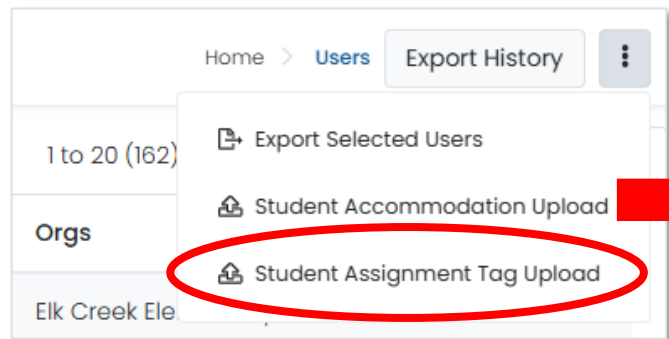 Home > Users Export History
1 to 20 (162)
Export Selected Users
Student Accommodation Upload
Orgs
Student Assignment Tag Upload
Elk Creek Ele